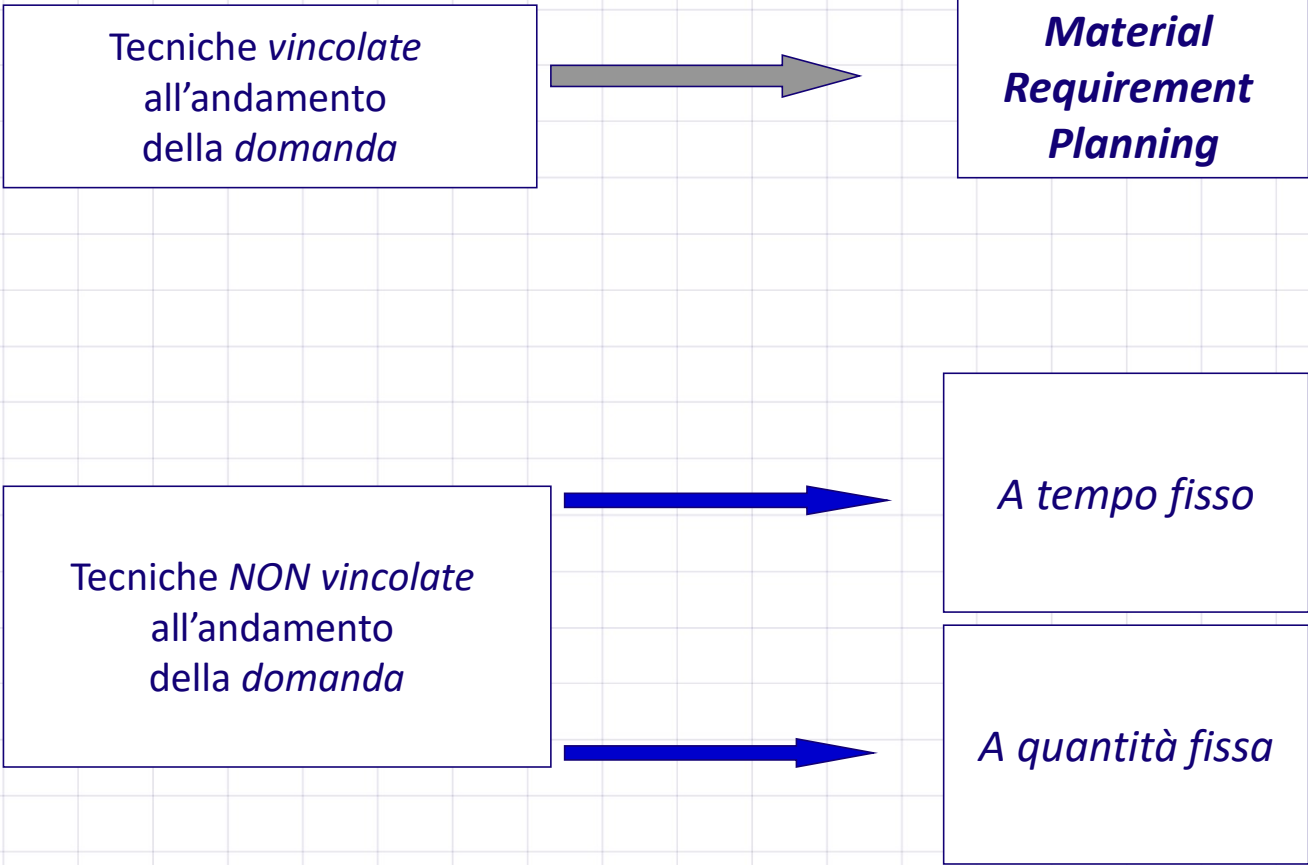 Tecniche vincolate
all’andamento
della domanda
Material
Requirement
Planning
Tecniche NON vincolate
all’andamento
della domanda
A tempo fisso
A quantità fissa